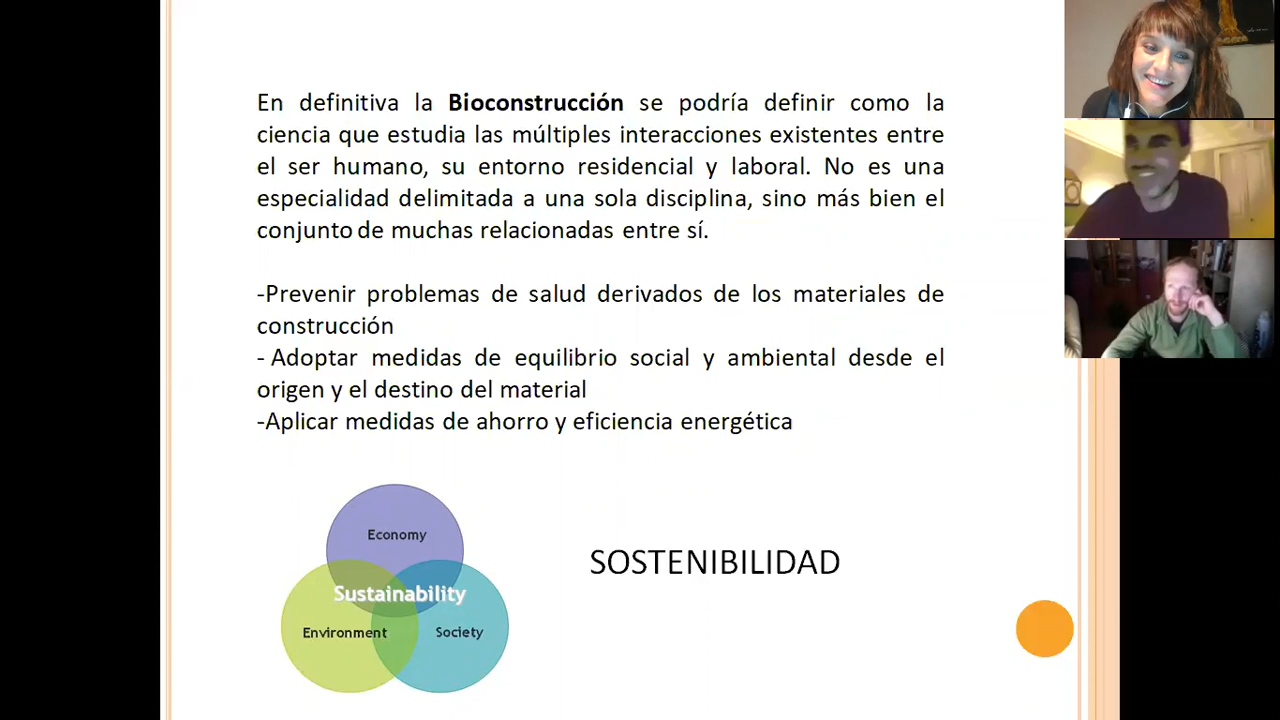 En definitiva la Bioconstrucción se podría definir como la
ciencia que estudia las múltiples interacciones existentes entre
el ser humano, su entorno residencial y laboral. No es una
especialidad delimitada a una sola disciplina, sino más bien el
conjunto de muchas relacionadas entre sí.
-Prevenir problemas de salud derivados de los materiales de
construcción
- Adoptar medidas de equilibrio social y ambiental desde el
origen y el destino del material
-Aplicar medidas de ahorro y eficiencia energética
Economy
Sustainability
Environment
Society
SOSTENIBILIDAD